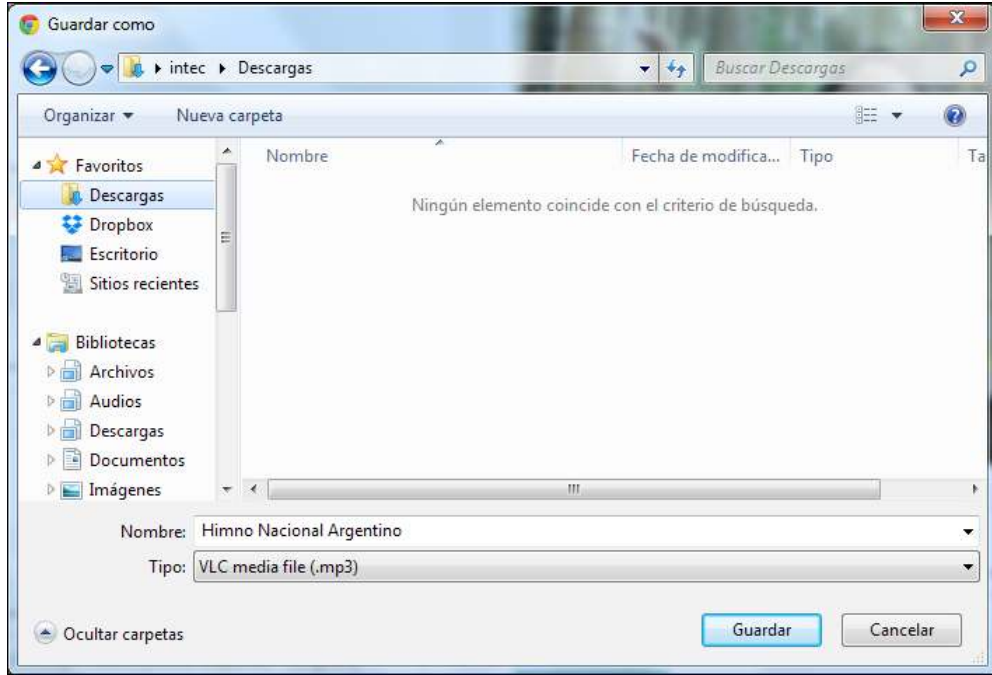 Guardar como
intec Descargas
Buscar Descargas
Organizar Nueva carpeta
Nombre Fecha de modifica... Tipo Ta
Favoritos
Descargas
Dropbox
Escritorio
Sitios recientes
Ningún elemento coincide con el criterio de búsqueda.
Bibliotecas
Archivos
Audios
Descargas
Documentos
Imágenes
Nombre: Himno Nacional Argentino
Tipo: VLC media file (.mp3)
Ocultar carpetas
Guardar Cancelar